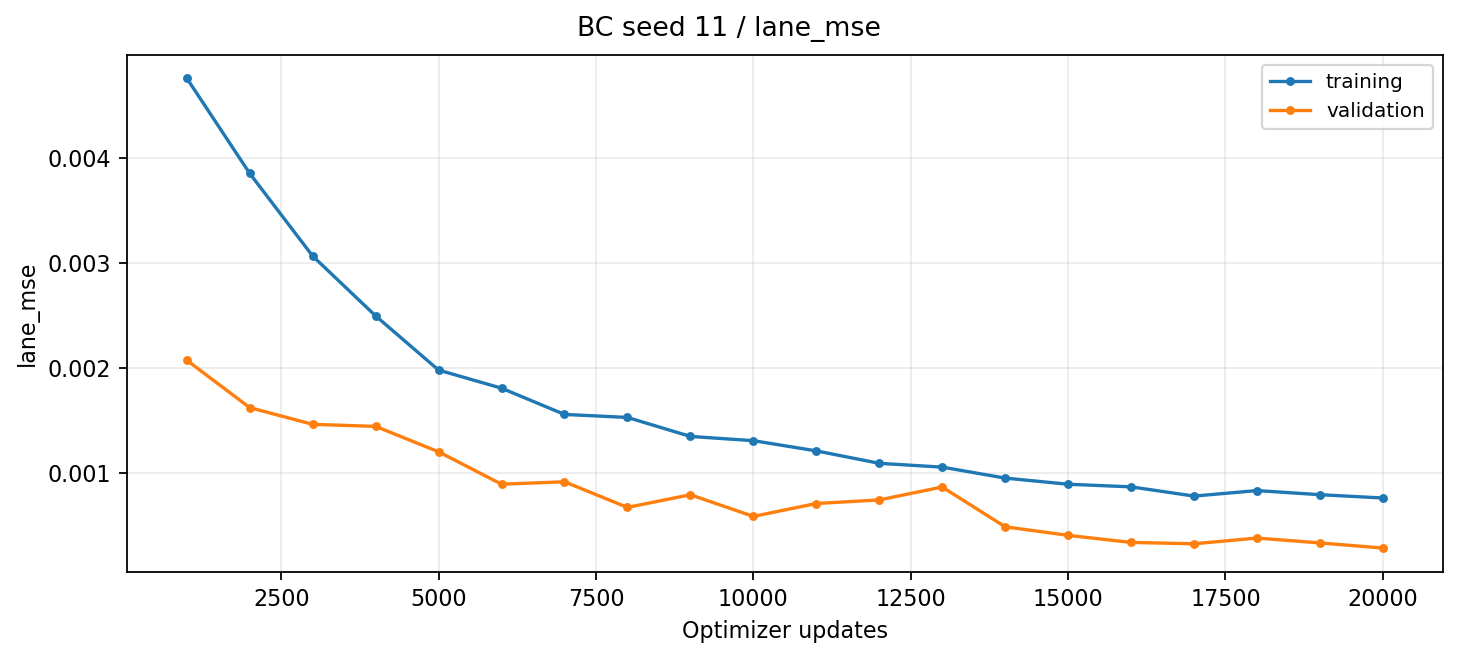 BC seed 11 / lane_mse
training
validation
lane_mse
0.004
0.003
0.002
0.001
2500 5000 7500 10000 12500 15000 17500 20000
Optimizer updates